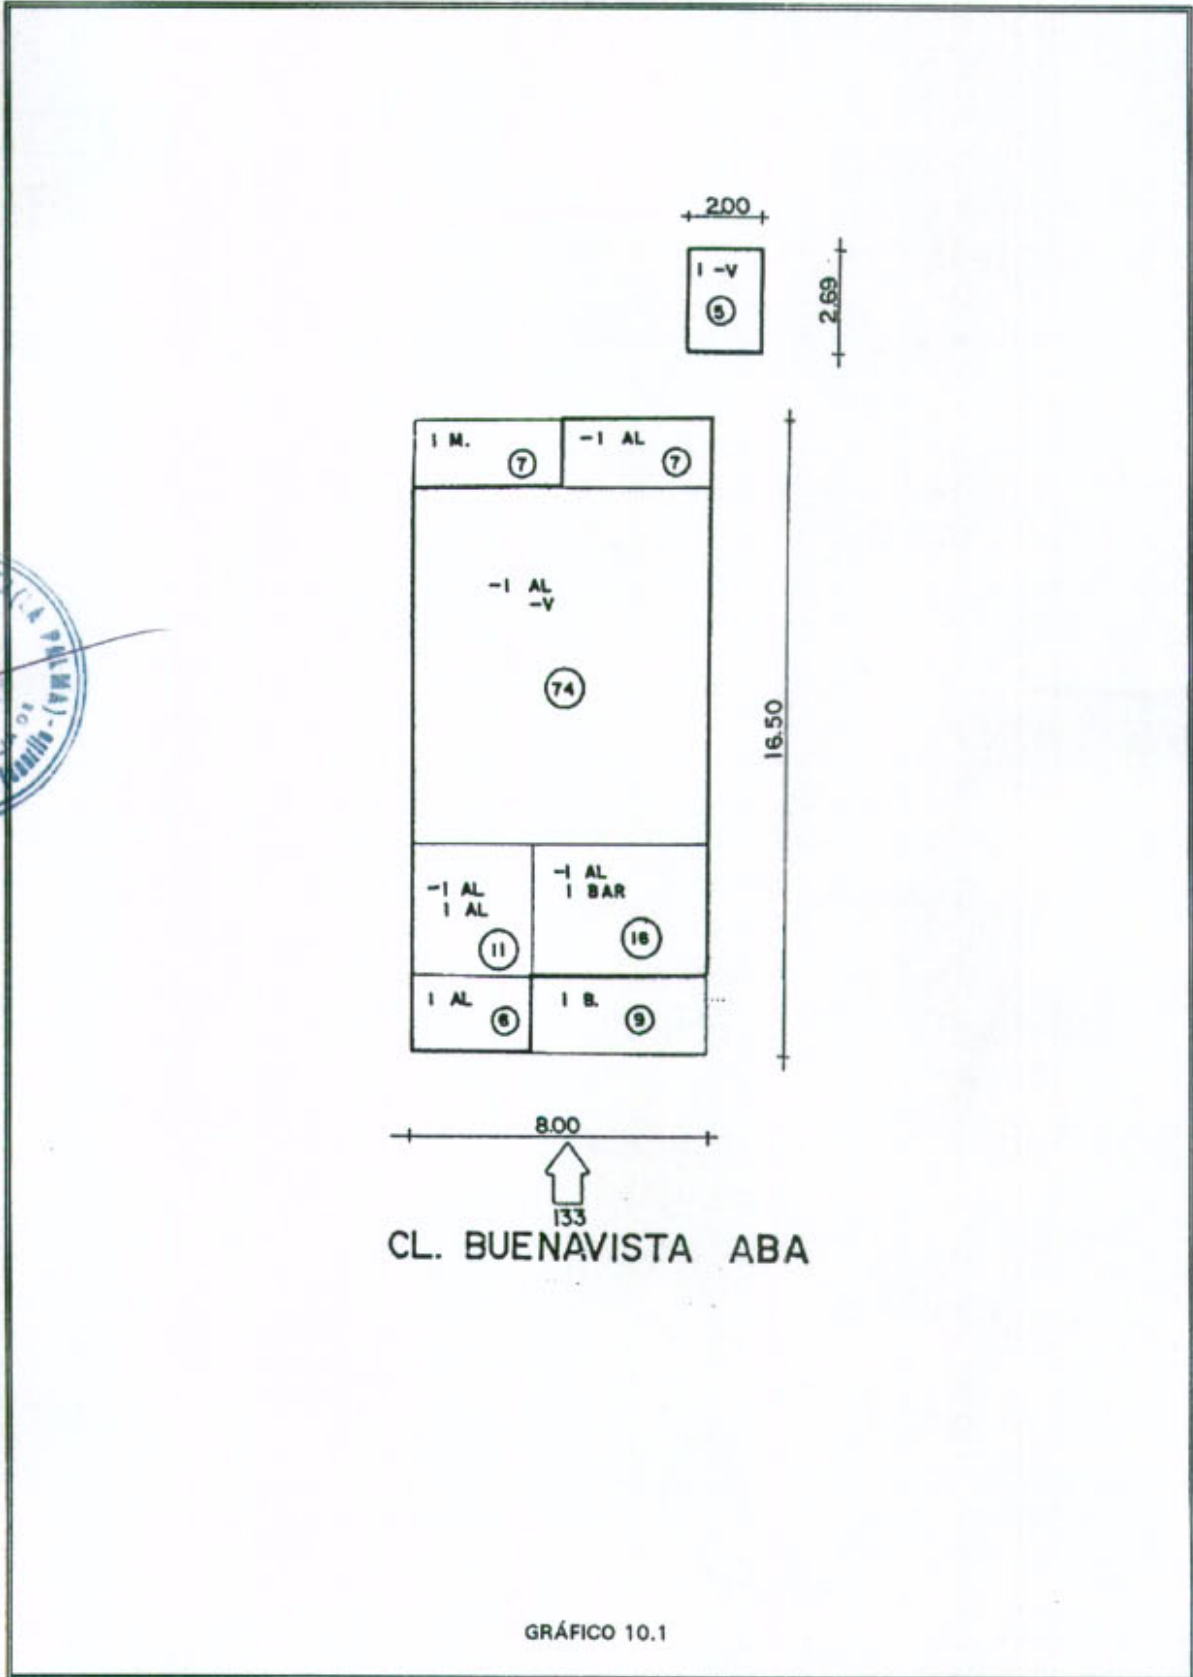 2.00
1 -V
5
2.69
1 M.
7
-1 AL
7
-1 AL
-V
74
16.50
-1 AL
1 AL
11
-1 AL
1 BAR
16
1 AL
6
1 B.
9
8.00
133
CL. BUENAVISTA ABA
GRÁFICO 10.1